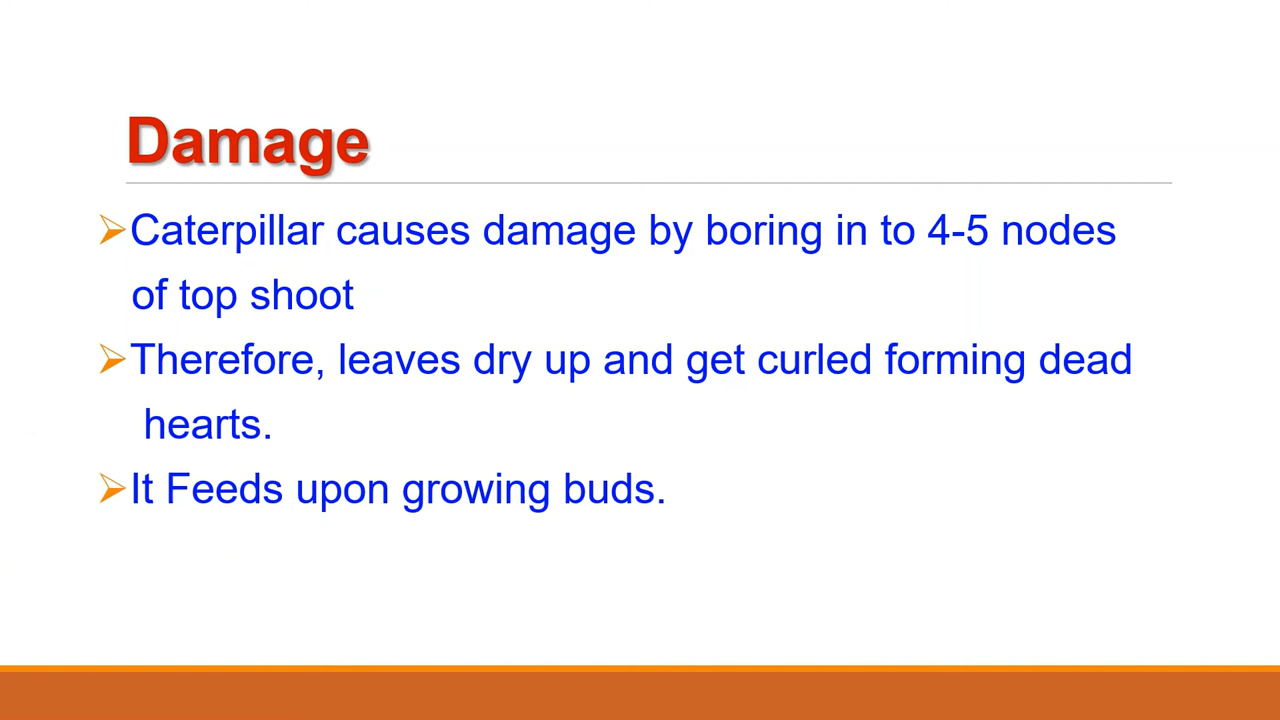 Damage
➢Caterpillar causes damage by boring in to 4-5 nodes
of top shoot
➢Therefore, leaves dry up and get curled forming dead
hearts.
➢It Feeds upon growing buds.